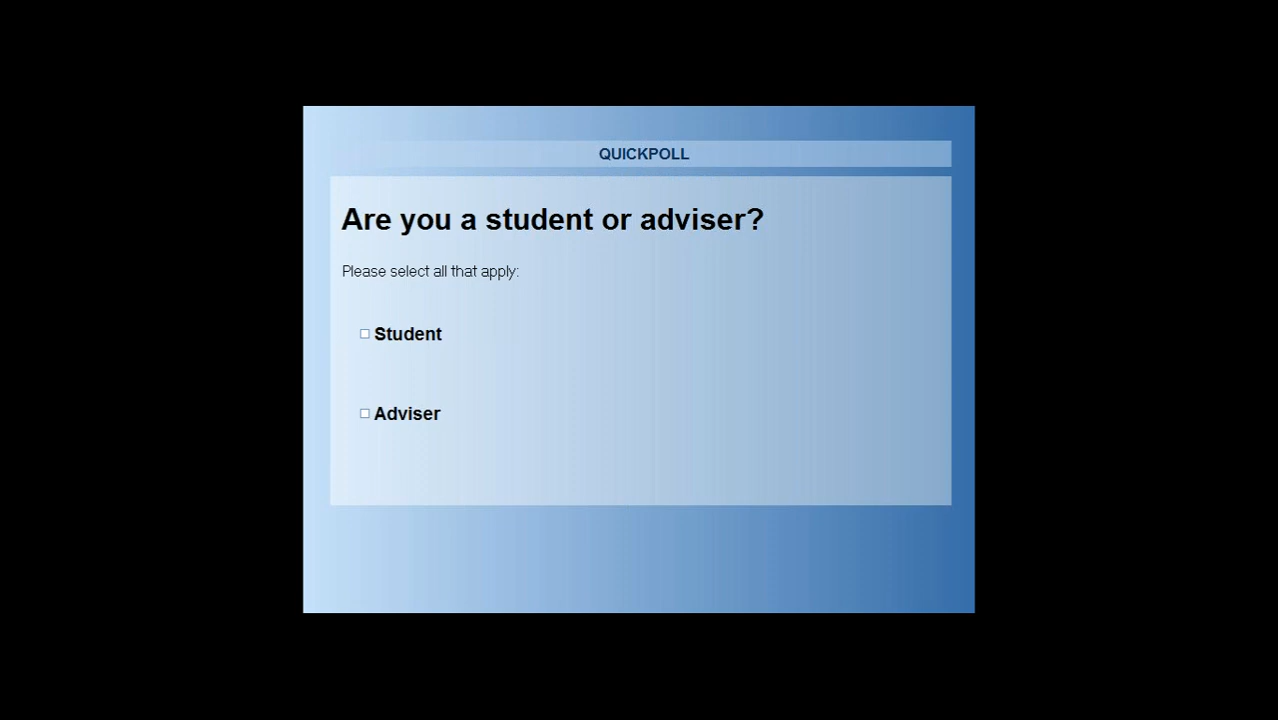 QUICKPOLL
Are you a student or adviser?
Please select all that apply:
Student
Adviser